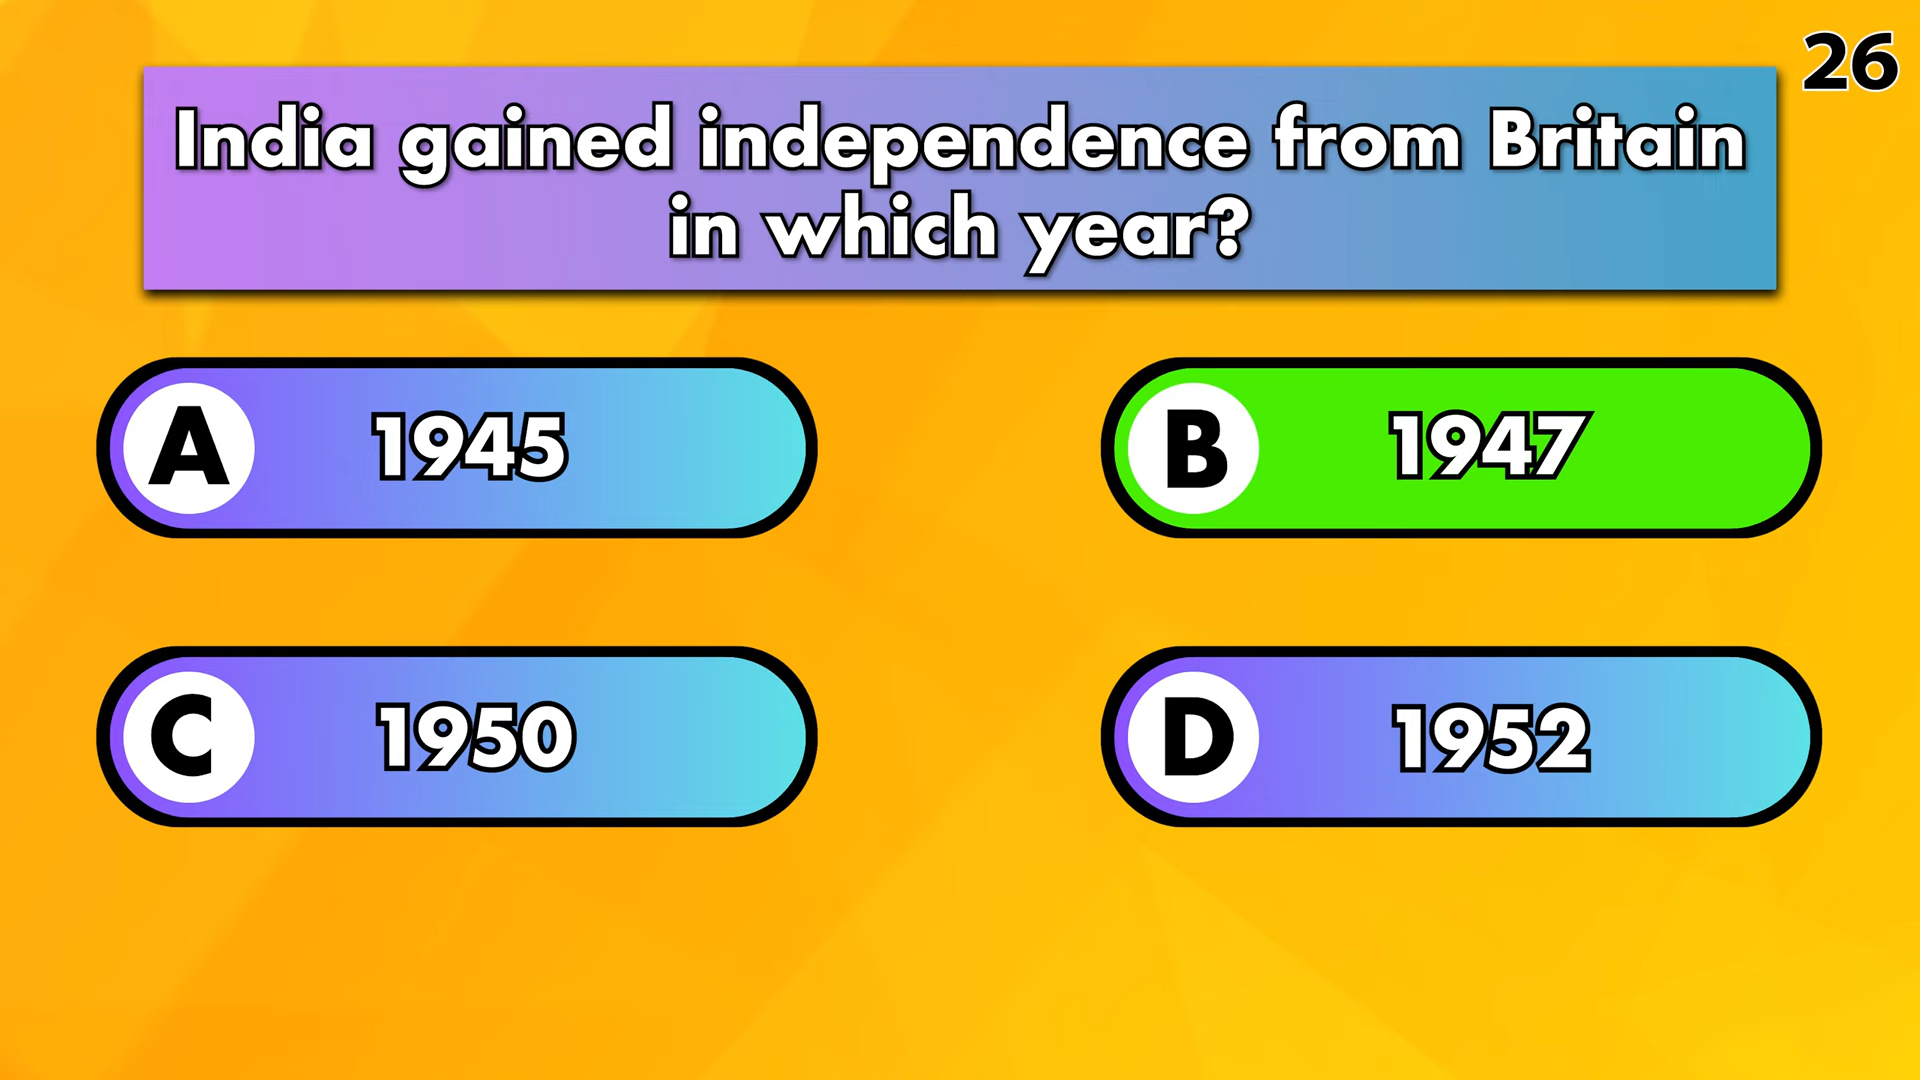 26
India gained independence from Britain
in which year?
A 1945
B 1947
C 1950
D 1952